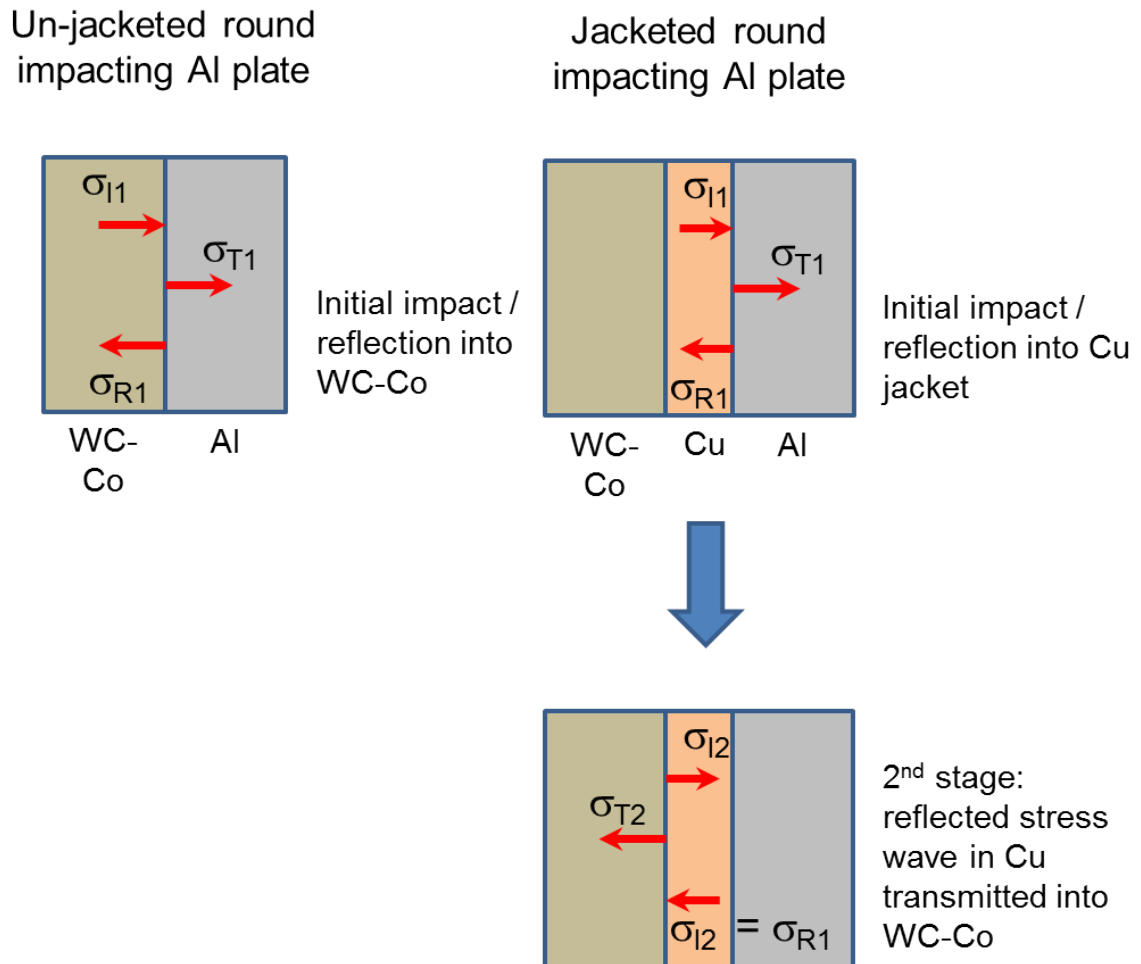 Un-jacketed round
impacting Al plate
Jacketed round
impacting Al plate
σI1
σT1
σR1
WC-
Co
Al
Initial impact /
reflection into
WC-Co
σI1
σT1
σR1
WC-
Co
Cu
Al
Initial impact /
reflection into Cu
jacket
σI2
σT2
σI2 = σR1
2nd stage:
reflected stress
wave in Cu
transmitted into
WC-Co